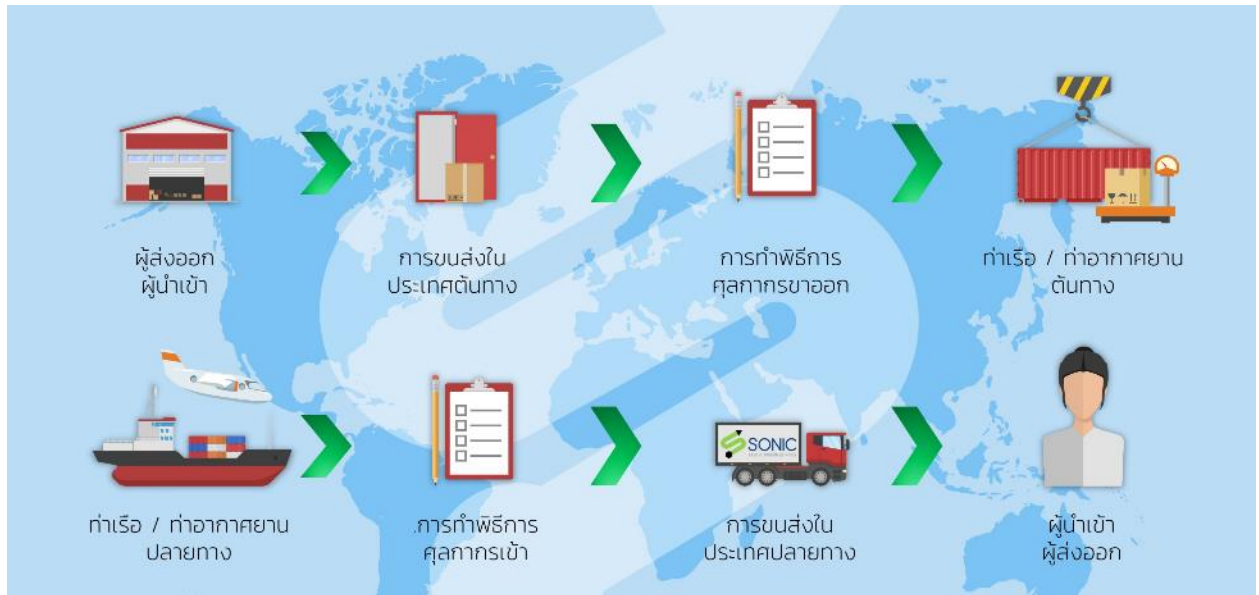 ผู้ส่งออก
ผู้นำเข้า
การขนส่งใน
ประเทศต้นทาง
การทำพิธีการ
ศุลกากรขาออก
ท่าเรือ / ท่าอากาศยาน
ต้นทาง
SONIC
ท่าเรือ / ท่าอากาศยาน
ปลายทาง
.การทำพิธีการ
ศุลกากรเข้า
การขนส่งใน
ประเทศปลายทาง
ผู้นำเข้า
ผู้ส่งออก